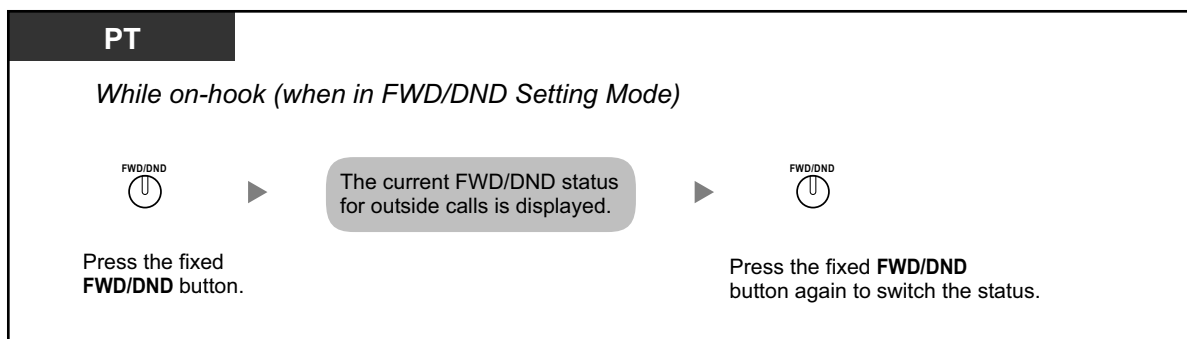 PT
While on-hook (when in FWD/DND Setting Mode)
FWD/DND
The current FWD/DND status
for outside calls is displayed.
FWD/DND
Press the fixed
FWD/DND button.
Press the fixed FWD/DND
button again to switch the status.